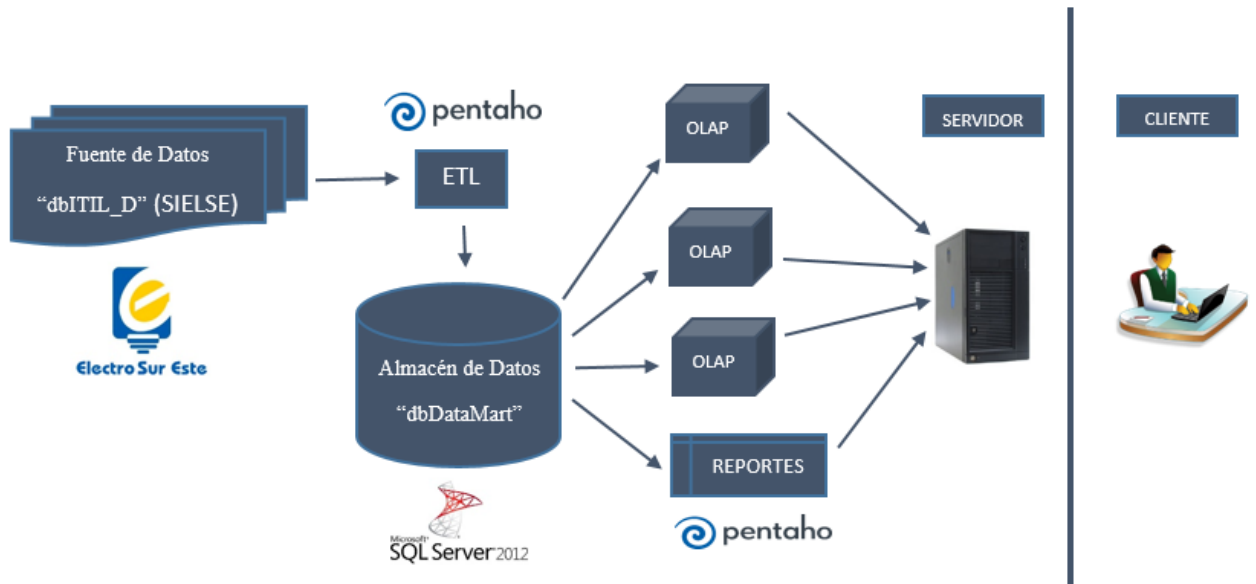 Fuente de Datos
“dbITIL_D” (SIELSE)
Electro Sur Este
pentaho
ETL
Almacén de Datos
“dbDataMart”
Microsoft®
SQL Server 2012
OLAP
OLAP
OLAP
REPORTES
pentaho
SERVIDOR
CLIENTE